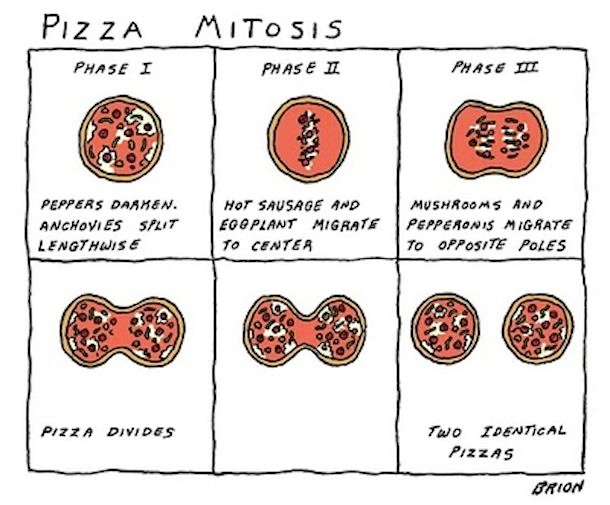 PIZZA MITOSIS
PHASE I
PEPPERS DARKEN.
ANCHOVIES SPLIT
LENGTHWISE
PHASE II
HOT SAUSAGE AND
EGGPLANT MIGRATE
TO CENTER
PHASE III
MUSHROOMS AND
PEPPERONIS MIGRATE
TO OPPOSITE POLES
PIZZA DIVIDES
TWO IDENTICAL
PIZZAS
BRION